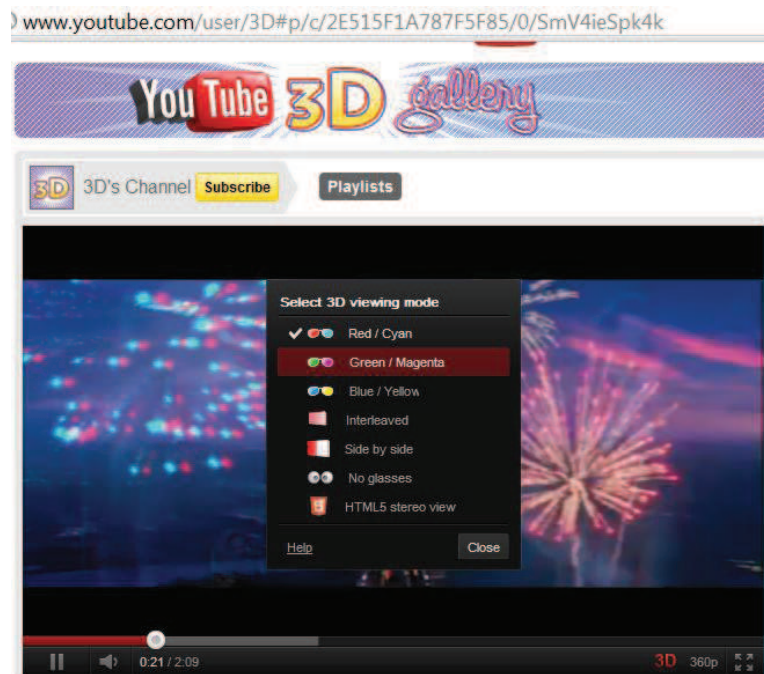 www.youtube.com/user/3D#p/c/2E515F1A787F5F85/0/SmV4ieSpk4k
YouTube 3D gallery
3D 3D's Channel Subscribe Playlists
Select 3D viewing mode
Red / Cyan
Green / Magenta
Blue / Yellow
Interleaved
Side by side
No glasses
HTML5 stereo view
Help Close
0:21 / 2:09 3D 360p